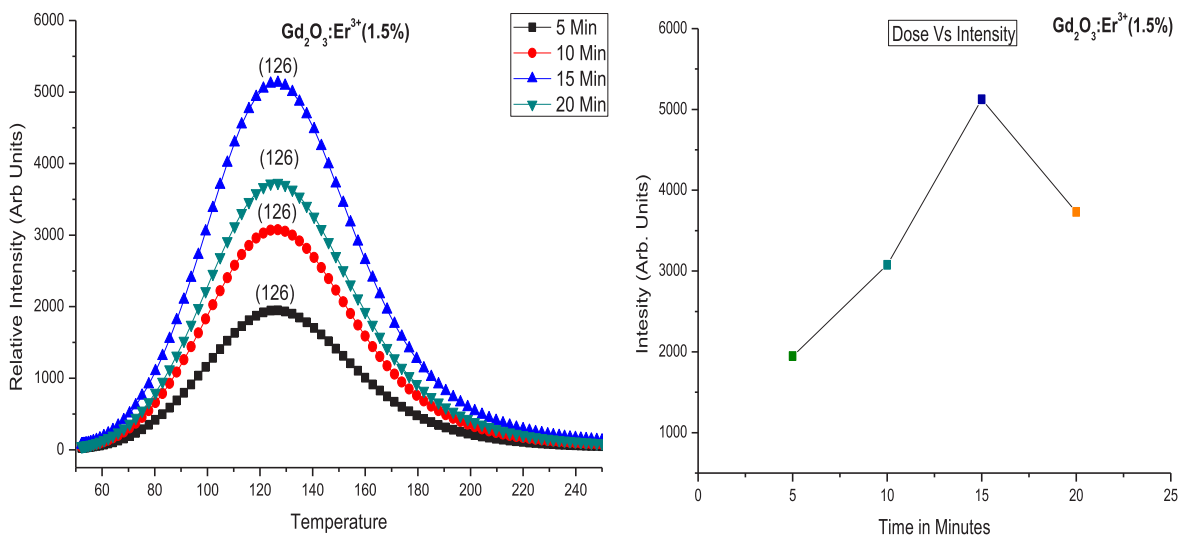 Gd₂O₃:Er³⁺(1.5%)
5 Min
10 Min
15 Min
20 Min
(126)
(126)
(126)
(126)
6000
5000
4000
3000
2000
1000
0
Relative Intensity (Arb Units)
60 80 100 120 140 160 180 200 220 240
Temperature
Gd₂O₃:Er³⁺(1.5%)
Dose Vs Intensity
6000
5000
4000
3000
2000
1000
Intesity (Arb. Units)
0 5 10 15 20 25
Time in Minutes